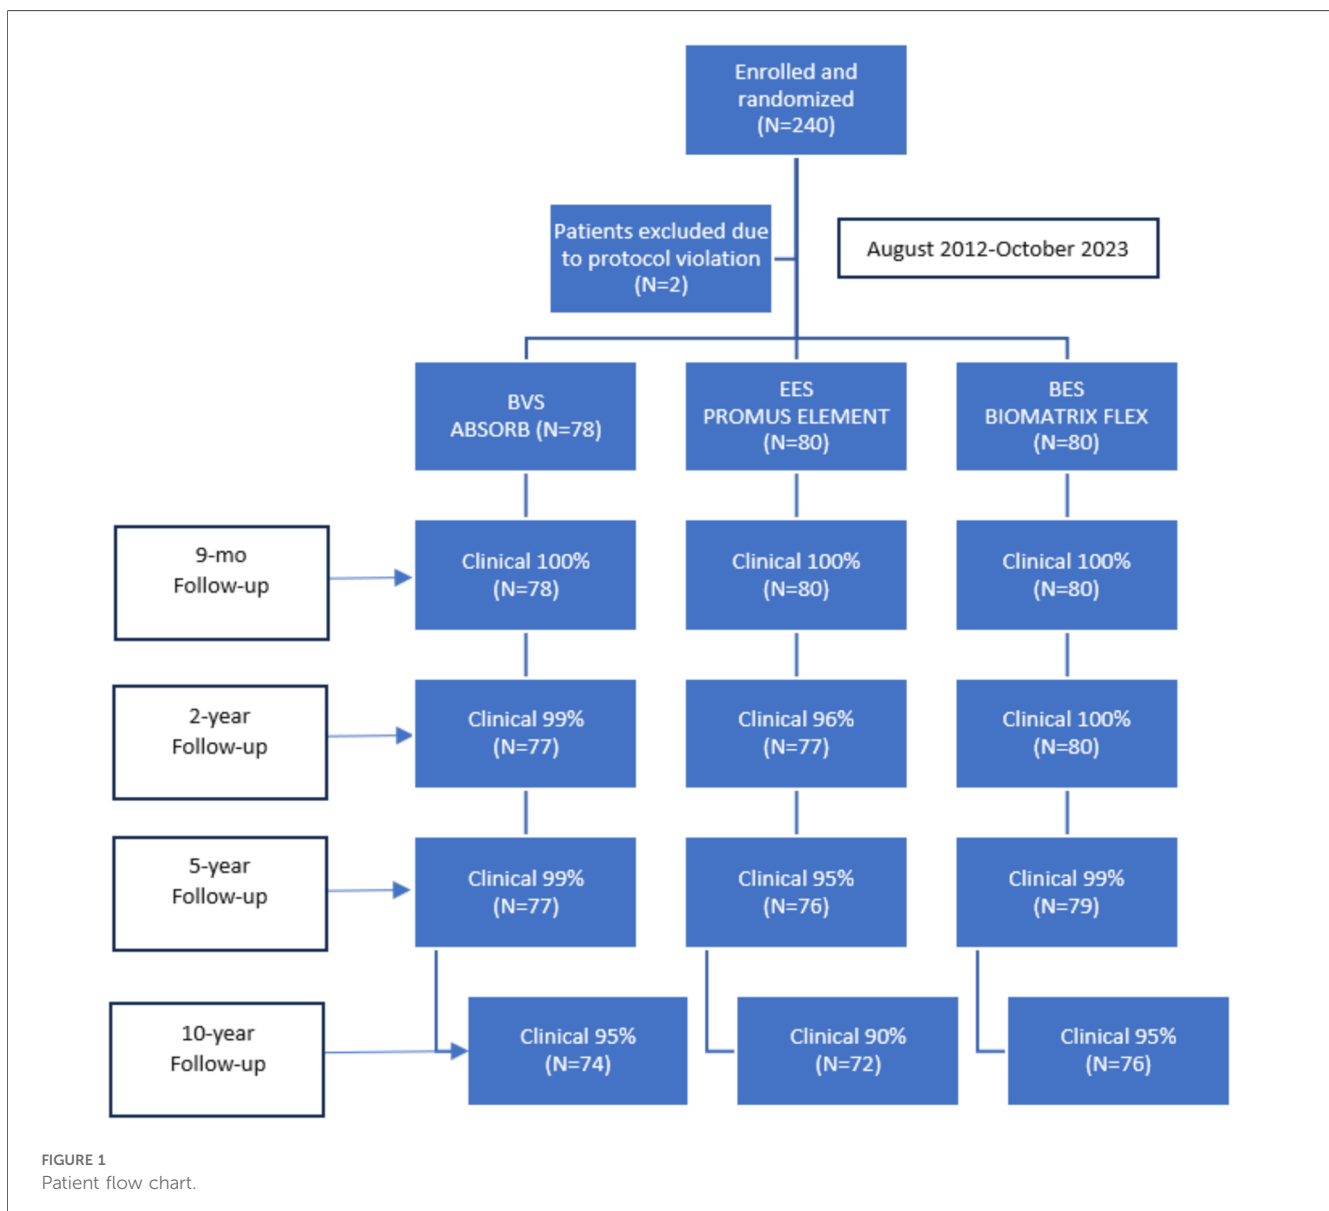 Enrolled and
randomized
(N=240)
Patients excluded due
to protocol violation
(N=2)
August 2012-October 2023
BVS
ABSORB (N=78)
EES
PROMUS ELEMENT
(N=80)
BES
BIOMATRIX FLEX
(N=80)
9-mo
Follow-up
Clinical 100%
(N=78)
Clinical 100%
(N=80)
Clinical 100%
(N=80)
2-year
Follow-up
Clinical 99%
(N=77)
Clinical 96%
(N=77)
Clinical 100%
(N=80)
5-year
Follow-up
Clinical 99%
(N=77)
Clinical 95%
(N=76)
Clinical 99%
(N=79)
10-year
Follow-up
Clinical 95%
(N=74)
Clinical 90%
(N=72)
Clinical 95%
(N=76)
FIGURE 1
Patient flow chart.